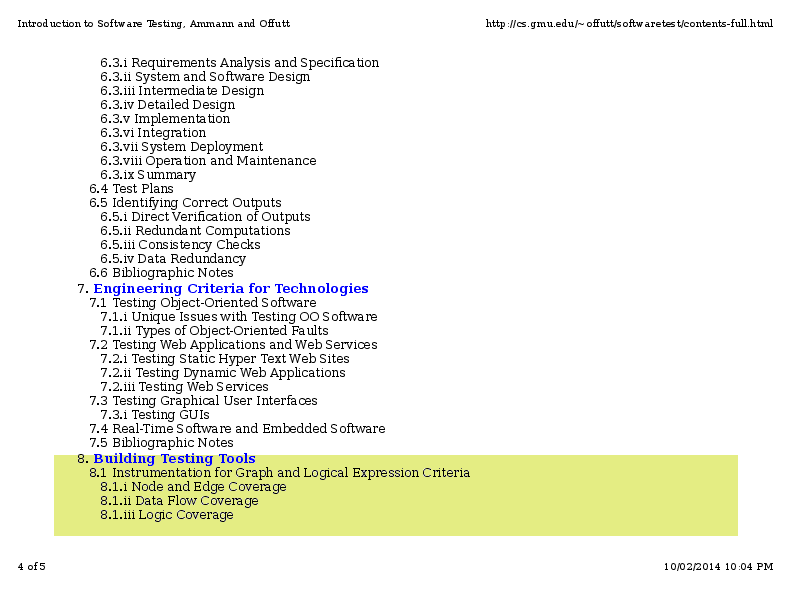 Introduction to Software Testing, Ammann and Offutt
http://cs.gmu.edu/~offutt/softwaretest/contents-full.html
6.3.i Requirements Analysis and Specification
6.3.ii System and Software Design
6.3.iii Intermediate Design
6.3.iv Detailed Design
6.3.v Implementation
6.3.vi Integration
6.3.vii System Deployment
6.3.viii Operation and Maintenance
6.3.ix Summary
6.4 Test Plans
6.5 Identifying Correct Outputs
6.5.i Direct Verification of Outputs
6.5.ii Redundant Computations
6.5.iii Consistency Checks
6.5.iv Data Redundancy
6.6 Bibliographic Notes
7. Engineering Criteria for Technologies
7.1 Testing Object-Oriented Software
7.1.i Unique Issues with Testing OO Software
7.1.ii Types of Object-Oriented Faults
7.2 Testing Web Applications and Web Services
7.2.i Testing Static Hyper Text Web Sites
7.2.ii Testing Dynamic Web Applications
7.2.iii Testing Web Services
7.3 Testing Graphical User Interfaces
7.3.i Testing GUIs
7.4 Real-Time Software and Embedded Software
7.5 Bibliographic Notes
8. Building Testing Tools
8.1 Instrumentation for Graph and Logical Expression Criteria
8.1.i Node and Edge Coverage
8.1.ii Data Flow Coverage
8.1.iii Logic Coverage
4 of 5
10/02/2014 10:04 PM